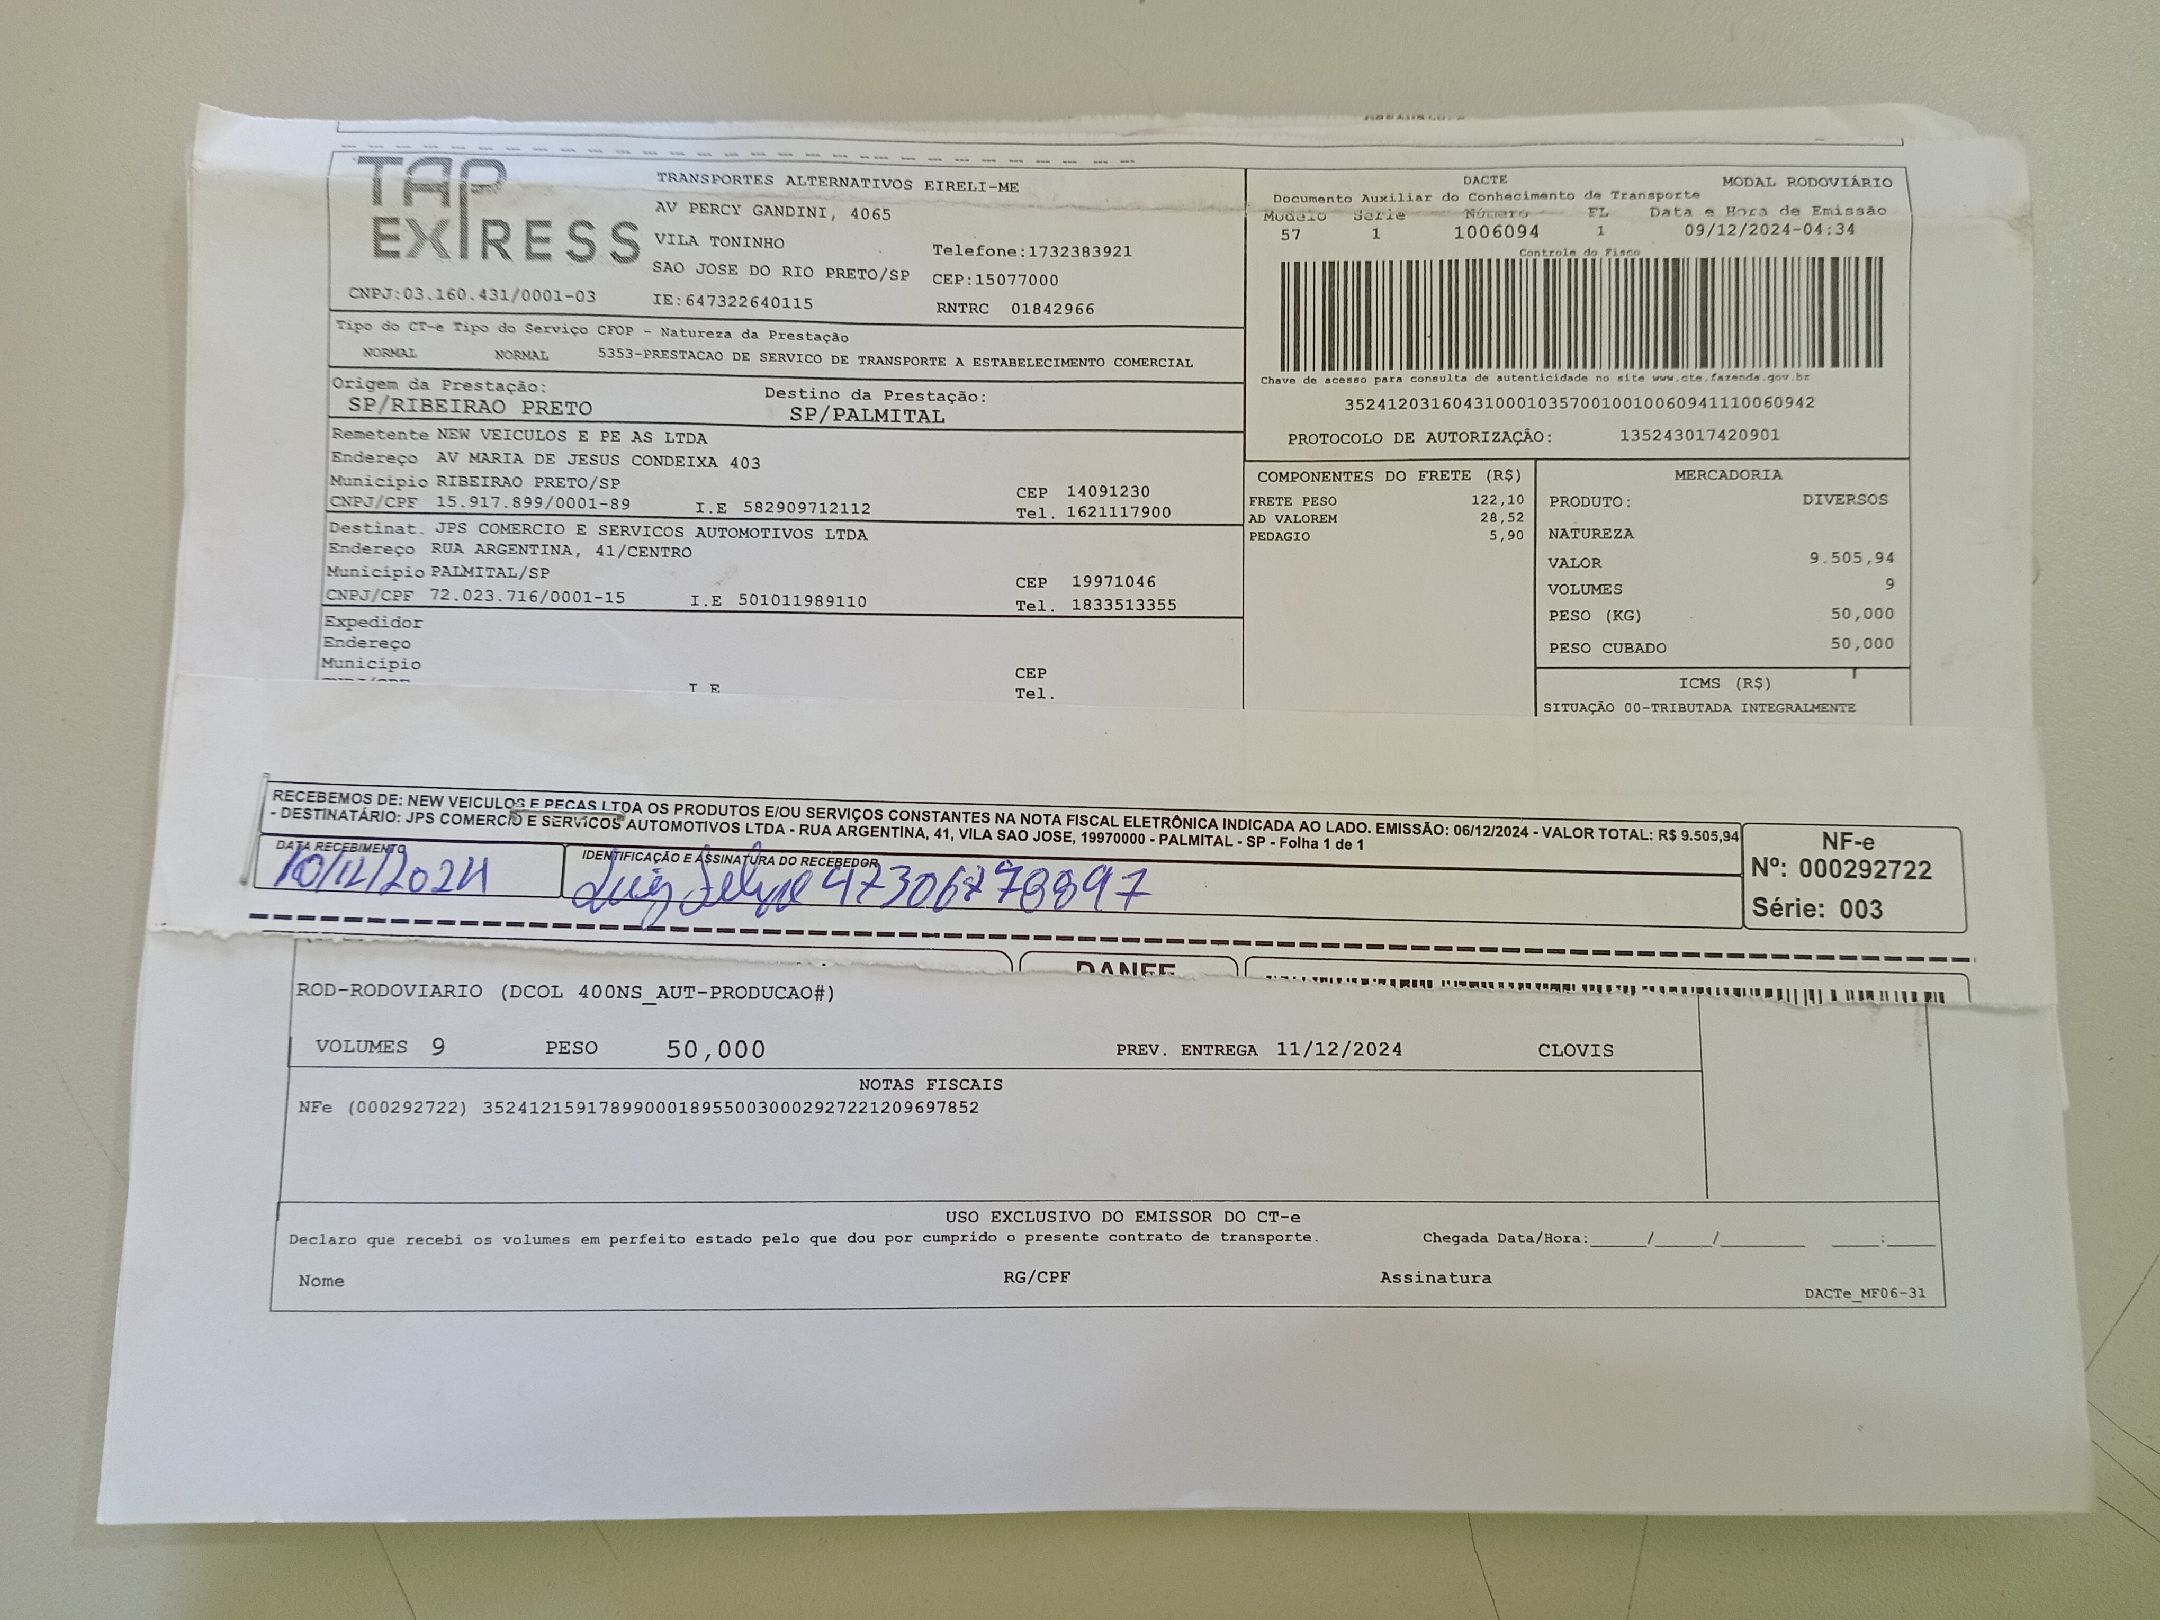 TAP EXPRESS
TRANSPORTES ALTERNATIVOS EIRELI-ME
AV PERCY GANDINI, 4065
VILA TONINHO Telefone:1732383921
SAO JOSE DO RIO PRETO/SP CEP:15077000
CNPJ:03.160.431/0001-03 IE:647322640115 RNTRC 01842966
DACTE MODAL RODOVIÁRIO
Documento Auxiliar do Conhecimento de Transporte
Modelo Serie Número FL Data e Hora de Emissão
57 1 1006094 1 09/12/2024-04:34
Controle do Fisco
Chave de acesso para consulta de autenticidade no site www.cte.fazenda.gov.br
35241203160431000103570010010060941110060942
PROTOCOLO DE AUTORIZAÇÃO: 135243017420901
Tipo do CT-e Tipo do Serviço CFOP - Natureza da Prestação
NORMAL NORMAL 5353-PRESTACAO DE SERVICO DE TRANSPORTE A ESTABELECIMENTO COMERCIAL
Origem da Prestação: Destino da Prestação:
SP/RIBEIRAO PRETO SP/PALMITAL
Remetente NEW VEICULOS E PE AS LTDA
Endereço AV MARIA DE JESUS CONDEIXA 403
Município RIBEIRAO PRETO/SP CEP 14091230
CNPJ/CPF 15.917.899/0001-89 I.E 582909712112 Tel. 1621117900
Destinat. JPS COMERCIO E SERVICOS AUTOMOTIVOS LTDA
Endereço RUA ARGENTINA, 41/CENTRO
Município PALMITAL/SP CEP 19971046
CNPJ/CPF 72.023.716/0001-15 I.E 501011989110 Tel. 1833513355
Expedidor
Endereço
Município CEP
I.E Tel.
COMPONENTES DO FRETE (R$)
FRETE PESO 122,10
AD VALOREM 28,52
PEDAGIO 5,90
MERCADORIA
PRODUTO: DIVERSOS
NATUREZA
VALOR 9.505,94
VOLUMES 9
PESO (KG) 50,000
PESO CUBADO 50,000
ICMS (R$)
SITUAÇÃO 00-TRIBUTADA INTEGRALMENTE
RECEBEMOS DE: NEW VEICULOS E PECAS LTDA OS PRODUTOS E/OU SERVIÇOS CONSTANTES NA NOTA FISCAL ELETRÔNICA INDICADA AO LADO. EMISSÃO: 06/12/2024 - VALOR TOTAL: R$ 9.505,94
- DESTINATÁRIO: JPS COMERCIO E SERVICOS AUTOMOTIVOS LTDA - RUA ARGENTINA, 41, VILA SAO JOSE, 19970000 - PALMITAL - SP - Folha 1 de 1
DATA RECEBIMENTO IDENTIFICAÇÃO E ASSINATURA DO RECEBEDOR
10/12/2024 Luiz Felipe 47306878897
NF-e
Nº: 000292722
Série: 003
DANFE
ROD-RODOVIARIO (DCOL 400NS_AUT-PRODUCAO#)
VOLUMES 9 PESO 50,000 PREV. ENTREGA 11/12/2024 CLOVIS
NOTAS FISCAIS
NFe (000292722) 35241215917899000189550030002927221209697852
USO EXCLUSIVO DO EMISSOR DO CT-e
Declaro que recebi os volumes em perfeito estado pelo que dou por cumprido o presente contrato de transporte. Chegada Data/Hora:_____/_____/_______ ____:____
Nome RG/CPF Assinatura
DACTe_MF06-31